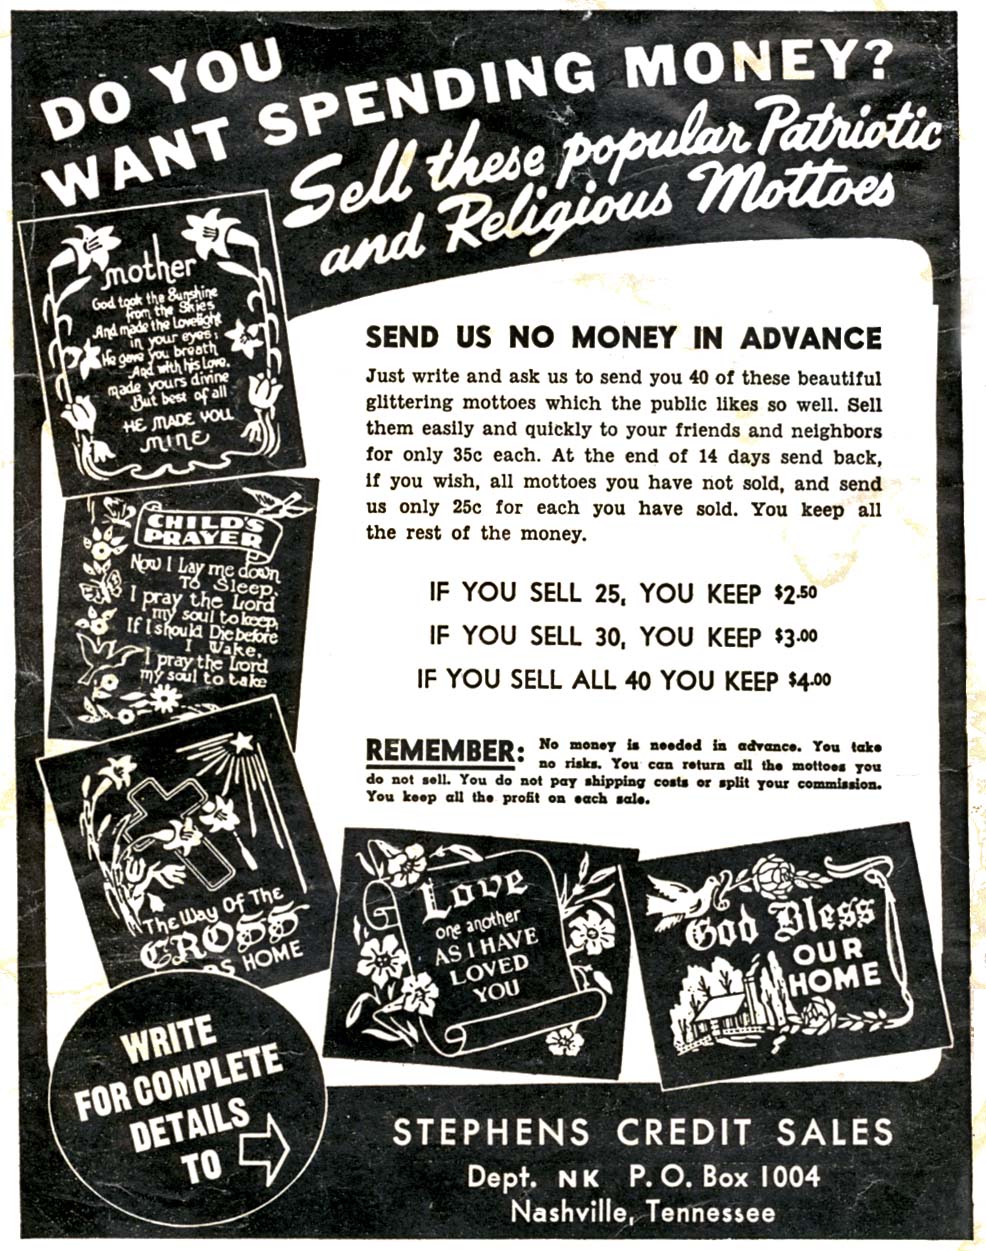 DO YOU
WANT SPENDING MONEY?
Sell these popular Patriotic
and Religious Mottoes
mother
God took the Sunshine
from the Skies
And made the Lovelight
in your eyes;
He gave you breath
And with his Love,
made yours divine
But best of all
HE MADE YOU
MINE
CHILD'S
PRAYER
Now I Lay me down
To Sleep,
I pray the Lord
my soul to keep,
If I should Die before
I Wake,
I pray the Lord
my soul to take
The Way Of The
CROSS
DS HOME
SEND US NO MONEY IN ADVANCE
Just write and ask us to send you 40 of these beautiful
glittering mottoes which the public likes so well. Sell
them easily and quickly to your friends and neighbors
for only 35c each. At the end of 14 days send back,
if you wish, all mottoes you have not sold, and send
us only 25c for each you have sold. You keep all
the rest of the money.
IF YOU SELL 25, YOU KEEP $2.50
IF YOU SELL 30, YOU KEEP $3.00
IF YOU SELL ALL 40 YOU KEEP $4.00
REMEMBER: No money is needed in advance. You take
no risks. You can return all the mottoes you
do not sell. You do not pay shipping costs or split your commission.
You keep all the profit on each sale.
Love
one another
AS I HAVE
LOVED
YOU
God Bless
OUR
HOME
WRITE
FOR COMPLETE
DETAILS
TO
STEPHENS CREDIT SALES
Dept. NK P. O. Box 1004
Nashville, Tennessee